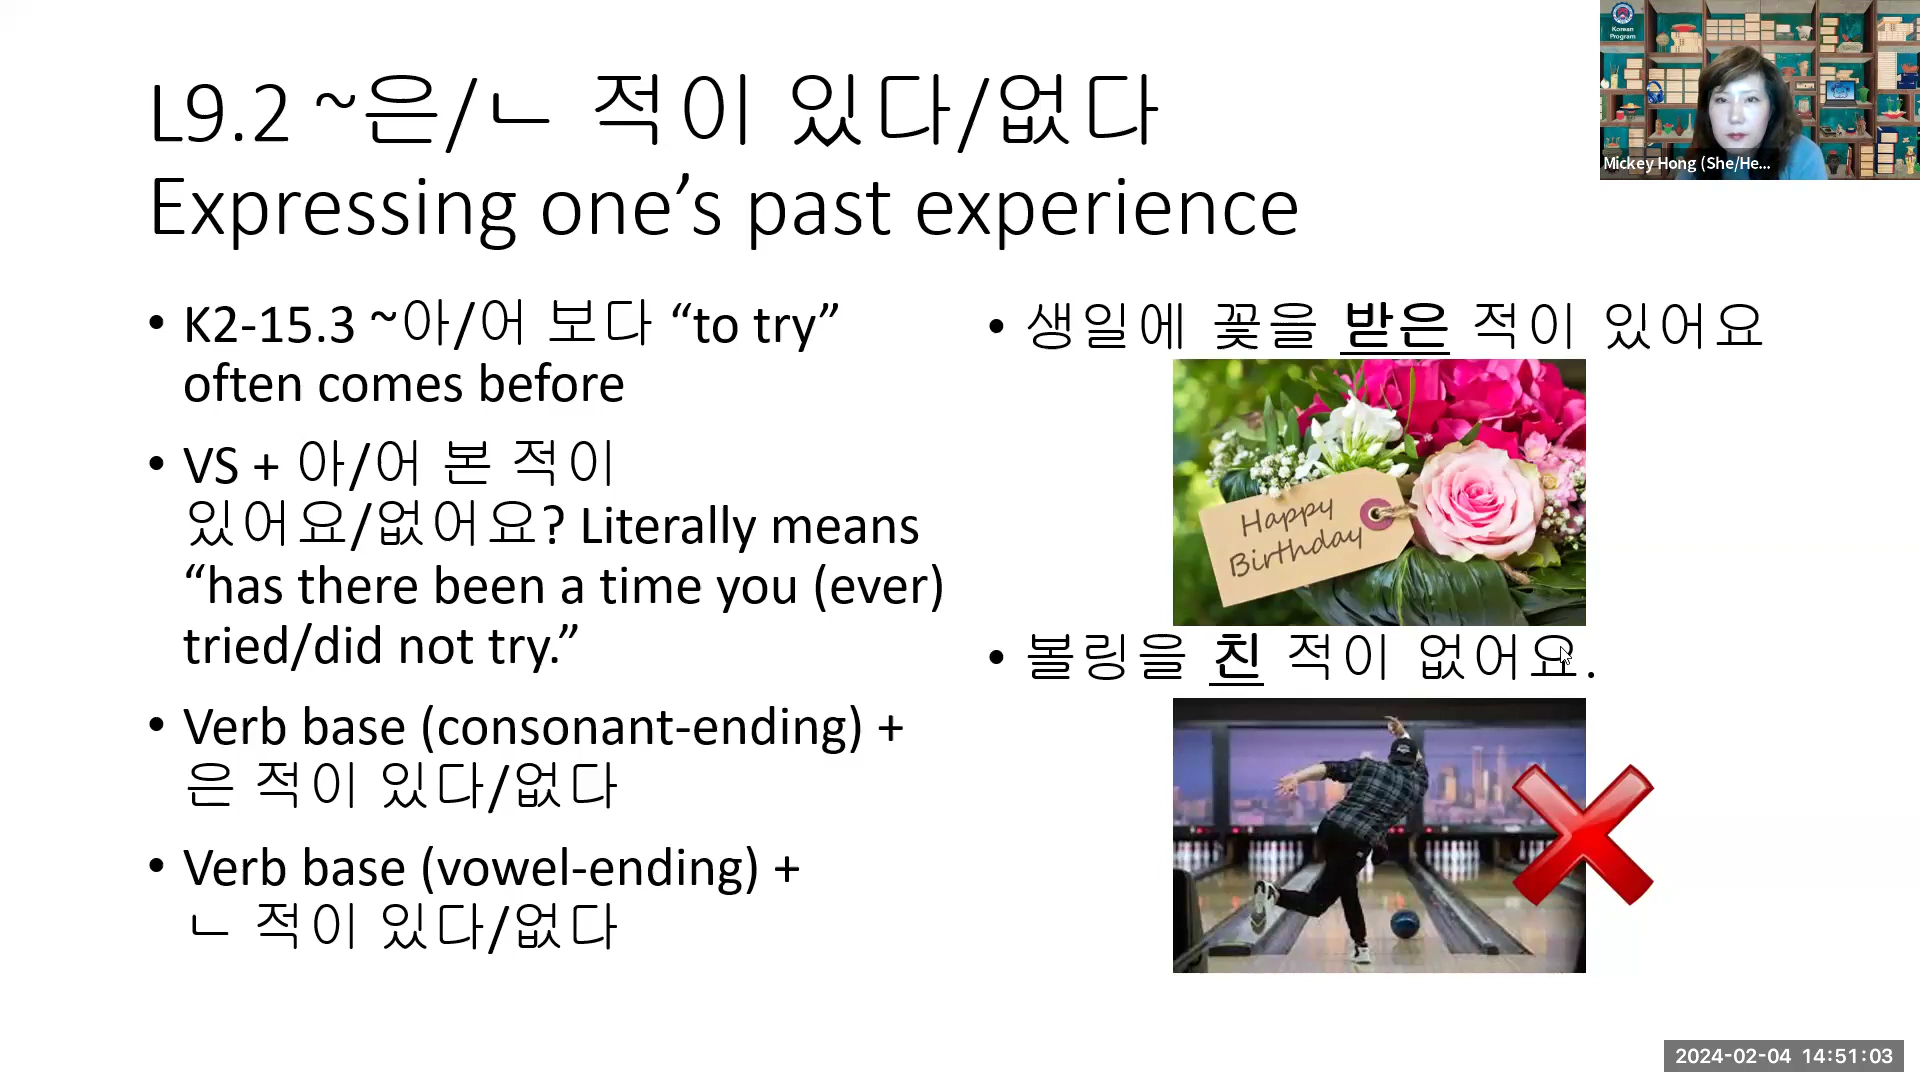 L9.2 ~은/ㄴ 적이 있다/없다
Expressing one’s past experience
• K2-15.3 ~아/어 보다 “to try”
often comes before
• VS + 아/어 본 적이
있어요/없어요? Literally means
“has there been a time you (ever)
tried/did not try.”
• Verb base (consonant-ending) +
은 적이 있다/없다
• Verb base (vowel-ending) +
ㄴ 적이 있다/없다
• 생일에 꽃을 받은 적이 있어요
Happy
Birthday
• 볼링을 친 적이 없어요.
Korean
Program
Mickey Hong (She/He...
2024-02-04 14:51:03